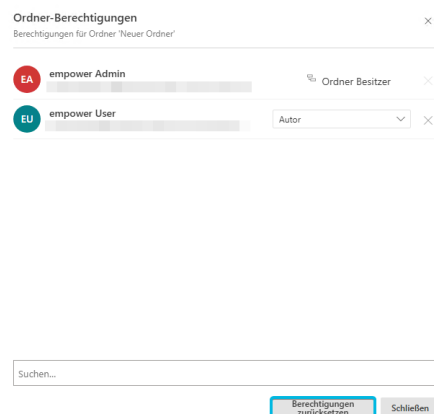 Ordner-Berechtigungen
Berechtigungen für Ordner 'Neuer Ordner'
EA
empower Admin
Ordner Besitzer
EU
empower User
Autor
Suchen...
Berechtigungen
zurücksetzen
Schließen